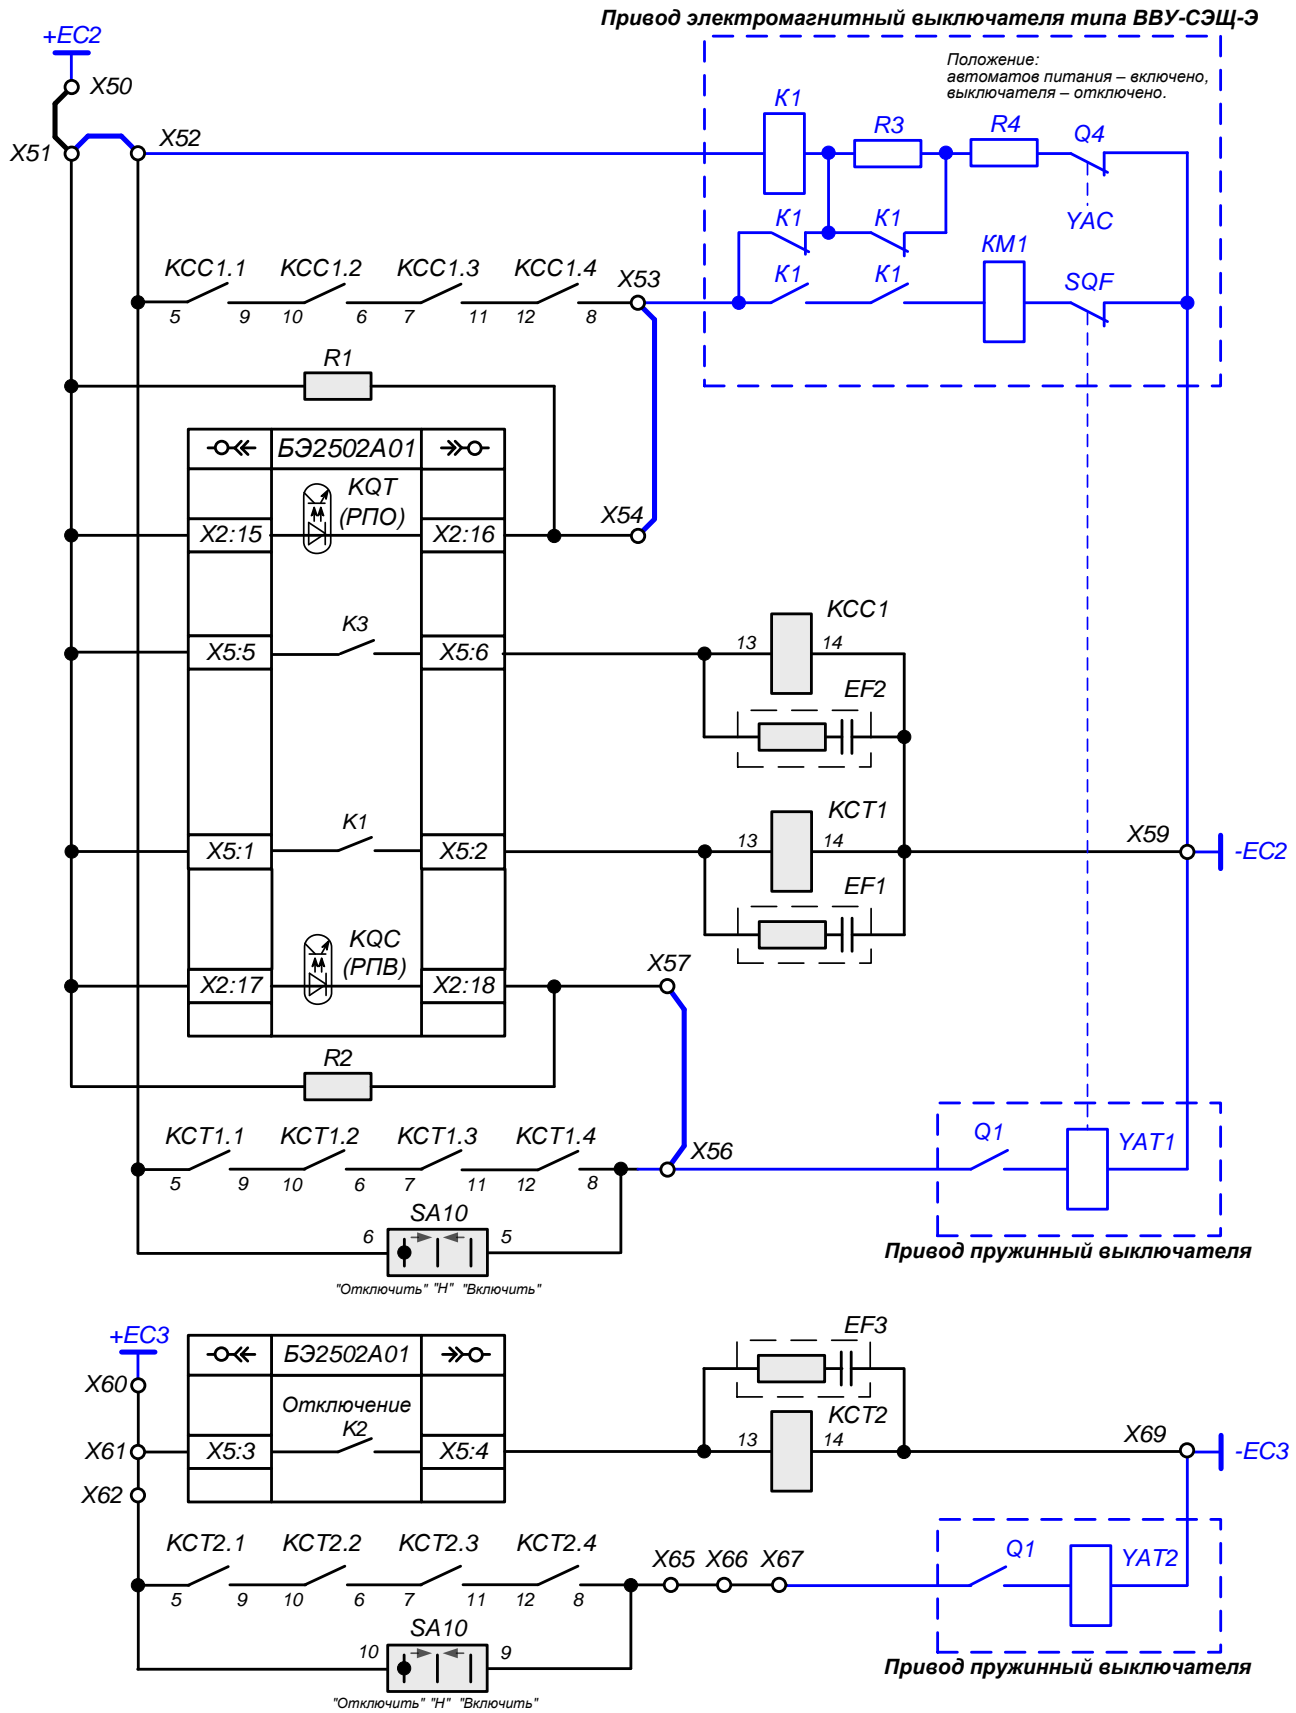 Привод электромагнитный выключателя типа ВВУ-СЭЩ-Э
+EC2
Положение:
автоматов питания – включено,
выключателя – отключено.
X50
X51
X52
K1
R3
R4
Q4
YAC
K1
K1
KM1
KCC1.1
KCC1.2
KCC1.3
KCC1.4
X53
K1
K1
SQF
5
9
10
6
7
11
12
8
R1
БЭ2502А01
KQT
(РПО)
X2:15
X2:16
X54
K3
X5:5
X5:6
KCC1
13
14
EF2
K1
X5:1
X5:2
KCT1
13
14
X59
-EC2
EF1
KQC
(РПВ)
X2:17
X2:18
X57
R2
KCT1.1
KCT1.2
KCT1.3
KCT1.4
X56
Q1
YAT1
5
9
10
6
7
11
12
8
SA10
6
5
"Отключить" "Н" "Включить"
Привод пружинный выключателя
+EC3
БЭ2502А01
EF3
X60
Отключение
K2
X61
X5:3
X5:4
KCT2
13
14
X69
-EC3
X62
KCT2.1
KCT2.2
KCT2.3
KCT2.4
X65
X66
X67
Q1
YAT2
5
9
10
6
7
11
12
8
SA10
10
9
"Отключить" "Н" "Включить"
Привод пружинный выключателя